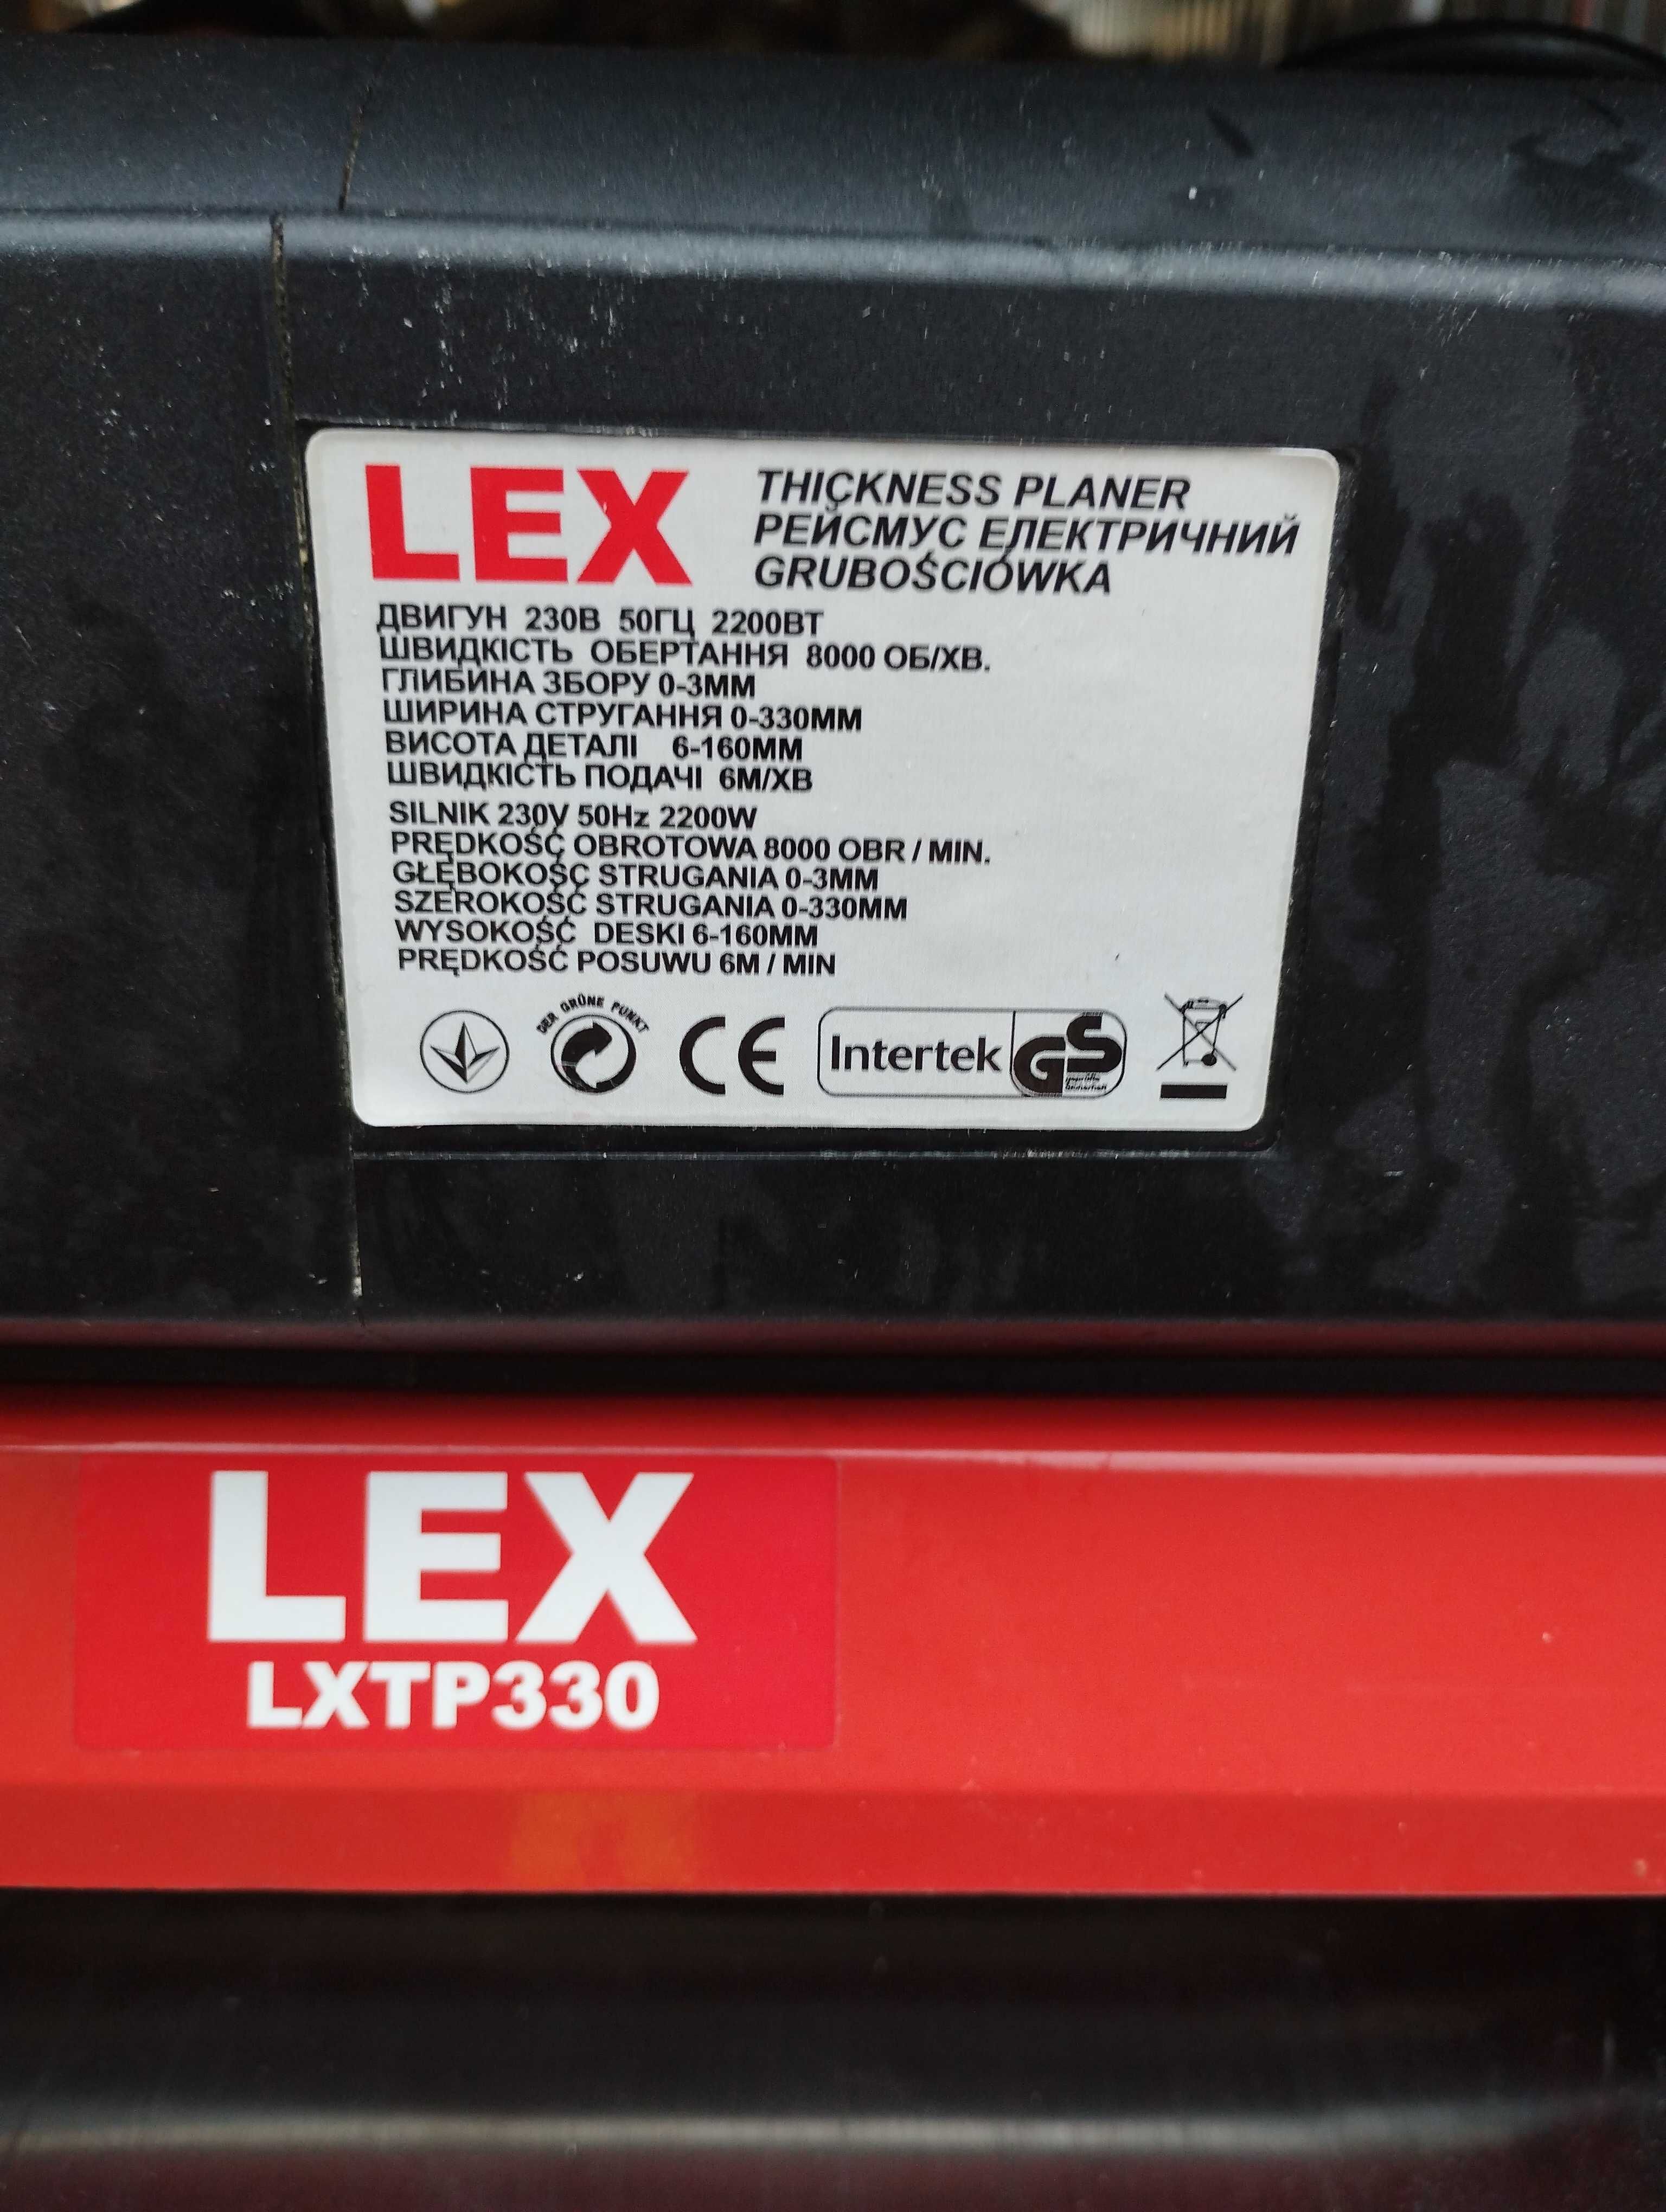 LEX
THICKNESS PLANER
РЕЙСМУС ЕЛЕКТРИЧНИЙ
GRUBOŚCIÓWKA
ДВИГУН 230В 50ГЦ 2200ВТ
ШВИДКІСТЬ ОБЕРТАННЯ 8000 ОБ/ХВ.
ГЛИБИНА ЗБОРУ 0-3ММ
ШИРИНА СТРУГАННЯ 0-330ММ
ВИСОТА ДЕТАЛІ 6-160ММ
ШВИДКІСТЬ ПОДАЧІ 6М/ХВ
SILNIK 230V 50Hz 2200W
PRĘDKOŚĆ OBROTOWA 8000 OBR / MIN.
GŁĘBOKOŚĆ STRUGANIA 0-3MM
SZEROKOŚĆ STRUGANIA 0-330MM
WYSOKOŚĆ DESKI 6-160MM
PRĘDKOŚĆ POSUWU 6M / MIN
DER GRÜNE PUNKT
CE
Intertek GS
LEX
LXTP330